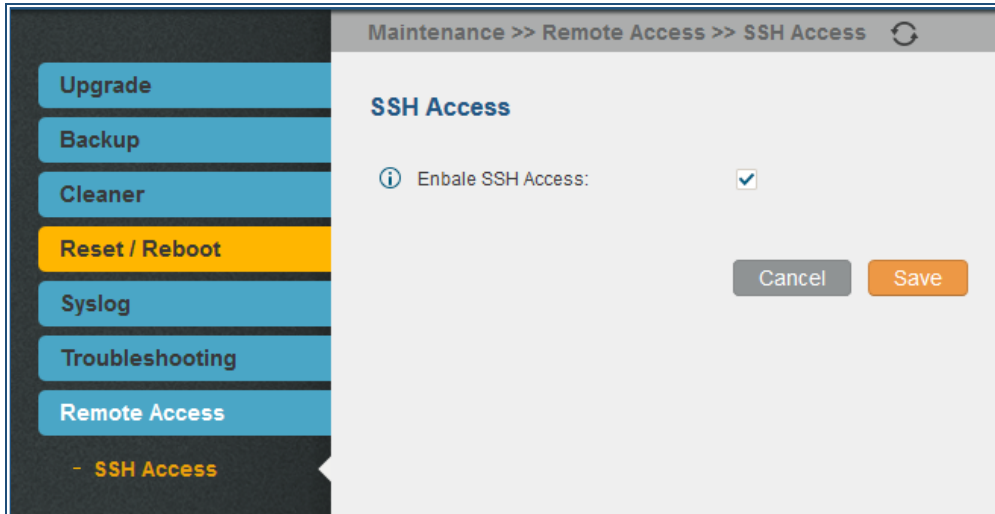 Maintenance >> Remote Access >> SSH Access
Upgrade
Backup
Cleaner
Reset / Reboot
Syslog
Troubleshooting
Remote Access
- SSH Access
SSH Access
Enbale SSH Access:
Cancel
Save